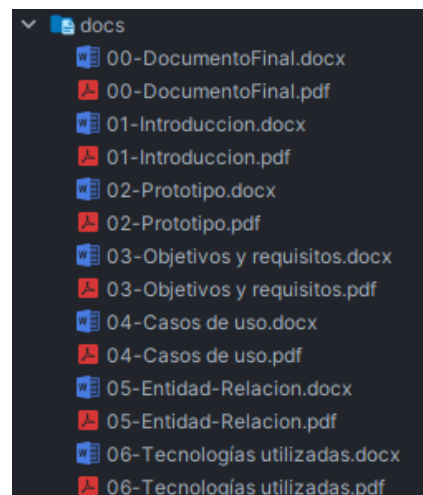 docs
00-DocumentoFinal.docx
00-DocumentoFinal.pdf
01-Introduccion.docx
01-Introduccion.pdf
02-Prototipo.docx
02-Prototipo.pdf
03-Objetivos y requisitos.docx
03-Objetivos y requisitos.pdf
04-Casos de uso.docx
04-Casos de uso.pdf
05-Entidad-Relacion.docx
05-Entidad-Relacion.pdf
06-Tecnologías utilizadas.docx
06-Tecnologías utilizadas.pdf